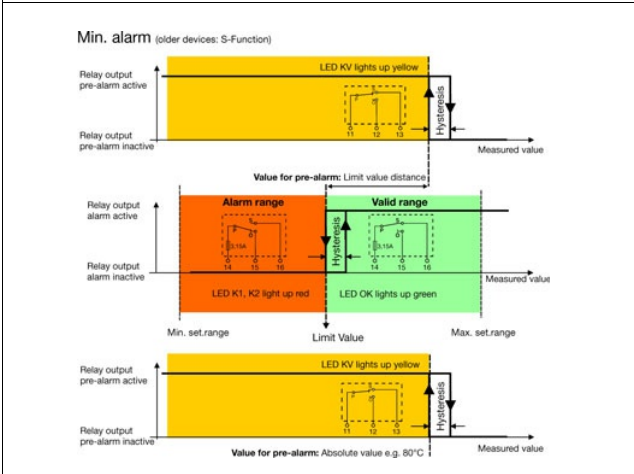 Min. alarm (older devices: S-Function)
LED KV lights up yellow
Relay output
pre-alarm active
Hysteresis
11 12 13
Relay output
pre-alarm inactive
Measured value
Value for pre-alarm: Limit value distance
Alarm range
Valid range
Relay output
alarm active
Hysteresis
3,15A
3,15A
14 15 16
14 15 16
Relay output
alarm inactive
Measured value
LED K1, K2 light up red
LED OK lights up green
Min. set.range
Limit Value
Max. set.range
LED KV lights up yellow
Relay output
pre-alarm active
Hysteresis
11 12 13
Relay output
pre-alarm inactive
Measured value
Value for pre-alarm: Absolute value e.g. 80°C